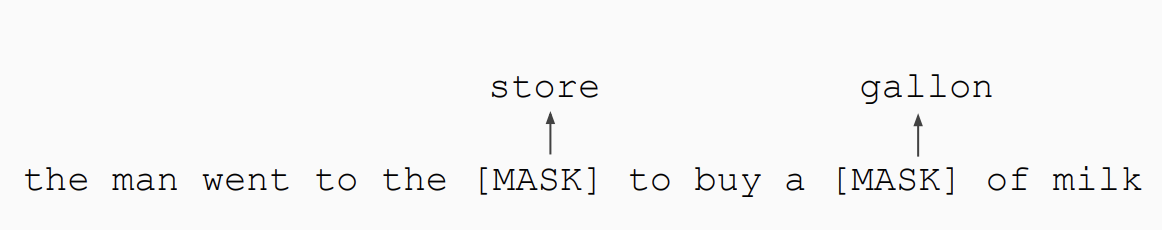 store gallon
the man went to the [MASK] to buy a [MASK] of milk